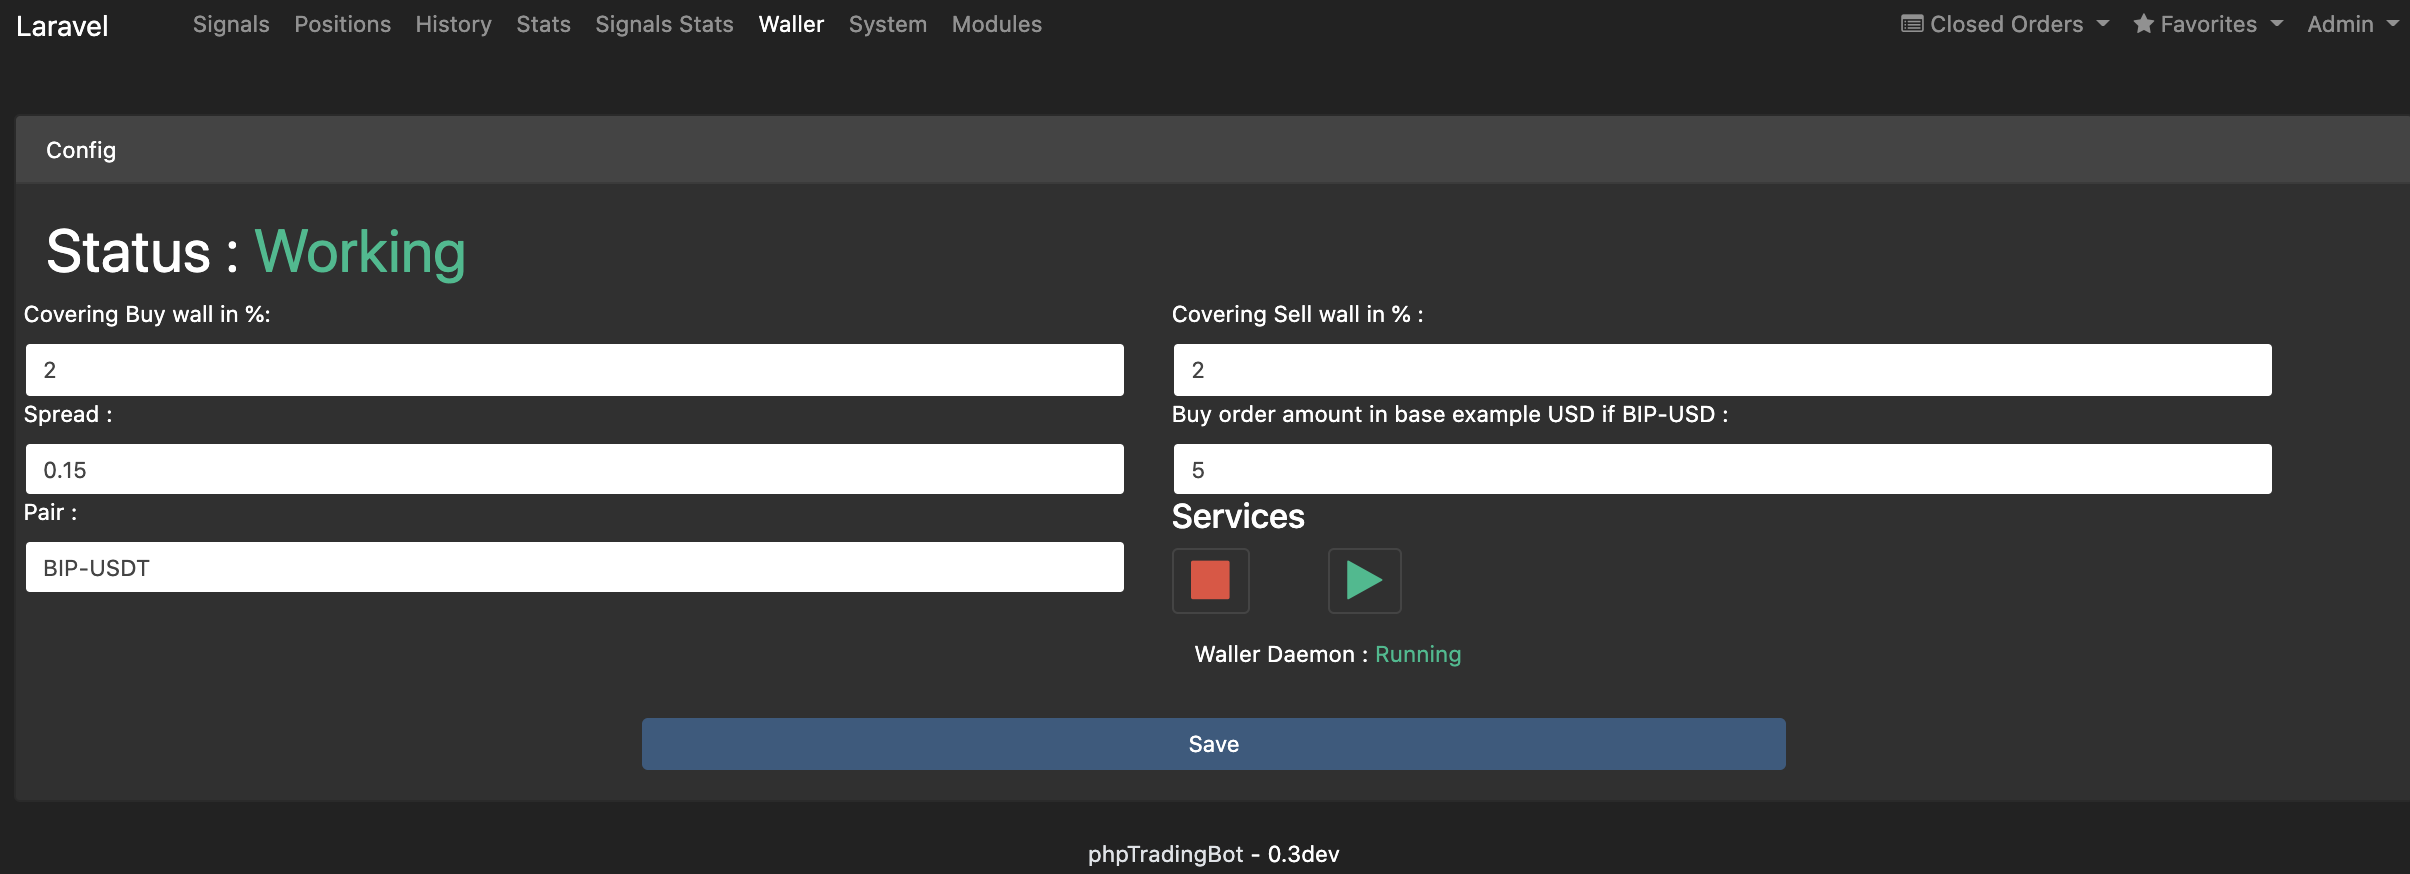 Laravel Signals Positions History Stats Signals Stats Waller System Modules Closed Orders Favorites Admin
Config
Status : Working
Covering Buy wall in %:
Covering Sell wall in % :
2
2
Spread :
Buy order amount in base example USD if BIP-USD :
0.15
5
Pair :
Services
BIP-USDT
Waller Daemon : Running
Save
phpTradingBot - 0.3dev